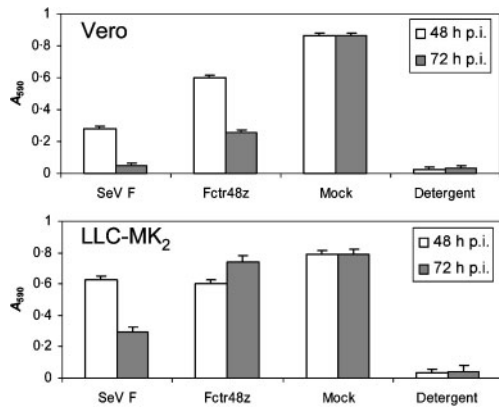 Vero
48 h p.i.
72 h p.i.
A590
1
0·8
0·6
0·4
0·2
0
SeV F Fctr48z Mock Detergent
LLC-MK2
48 h p.i.
72 h p.i.
A590
1
0·8
0·6
0·4
0·2
0
SeV F Fctr48z Mock Detergent